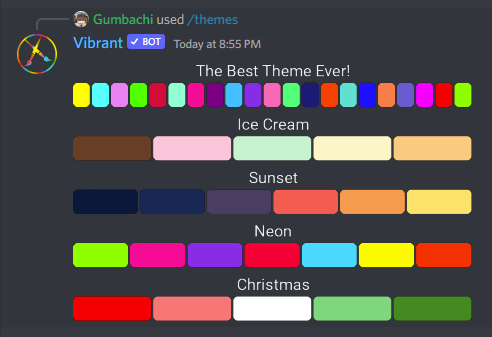 Gumbachi used /themes
Vibrant ✓ BOT Today at 8:55 PM
The Best Theme Ever!
Ice Cream
Sunset
Neon
Christmas